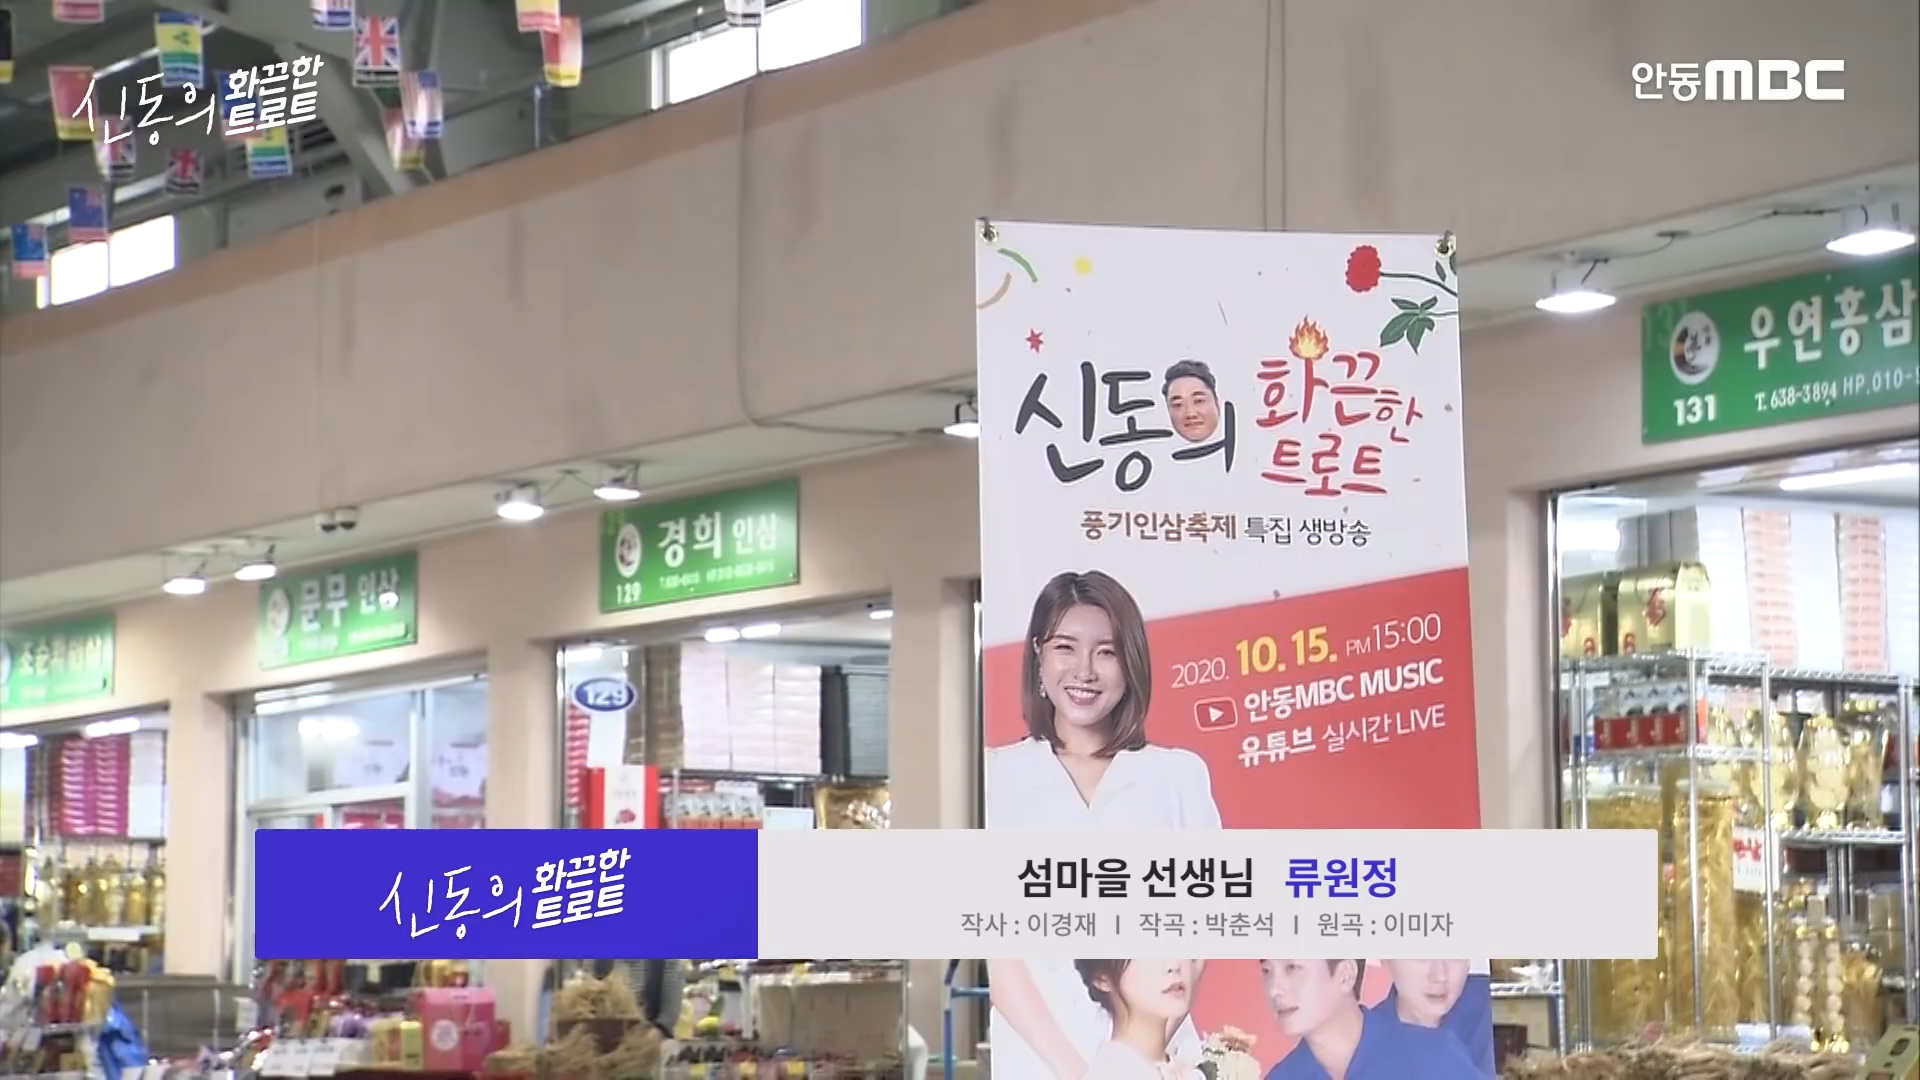 신동의 화끈한 트로트
안동MBC
신동의 화끈한 트로트
풍기인삼축제 특집 생방송
2020. 10. 15. PM 15:00
안동MBC MUSIC
유튜브 실시간 LIVE
우연홍삼
131 T. 638-3894 HP. 010-
경희 인삼
129
문무 인삼
129
신동의 화끈한 트로트
섬마을 선생님 류원정
작사 : 이경재 | 작곡 : 박춘석 | 원곡 : 이미자